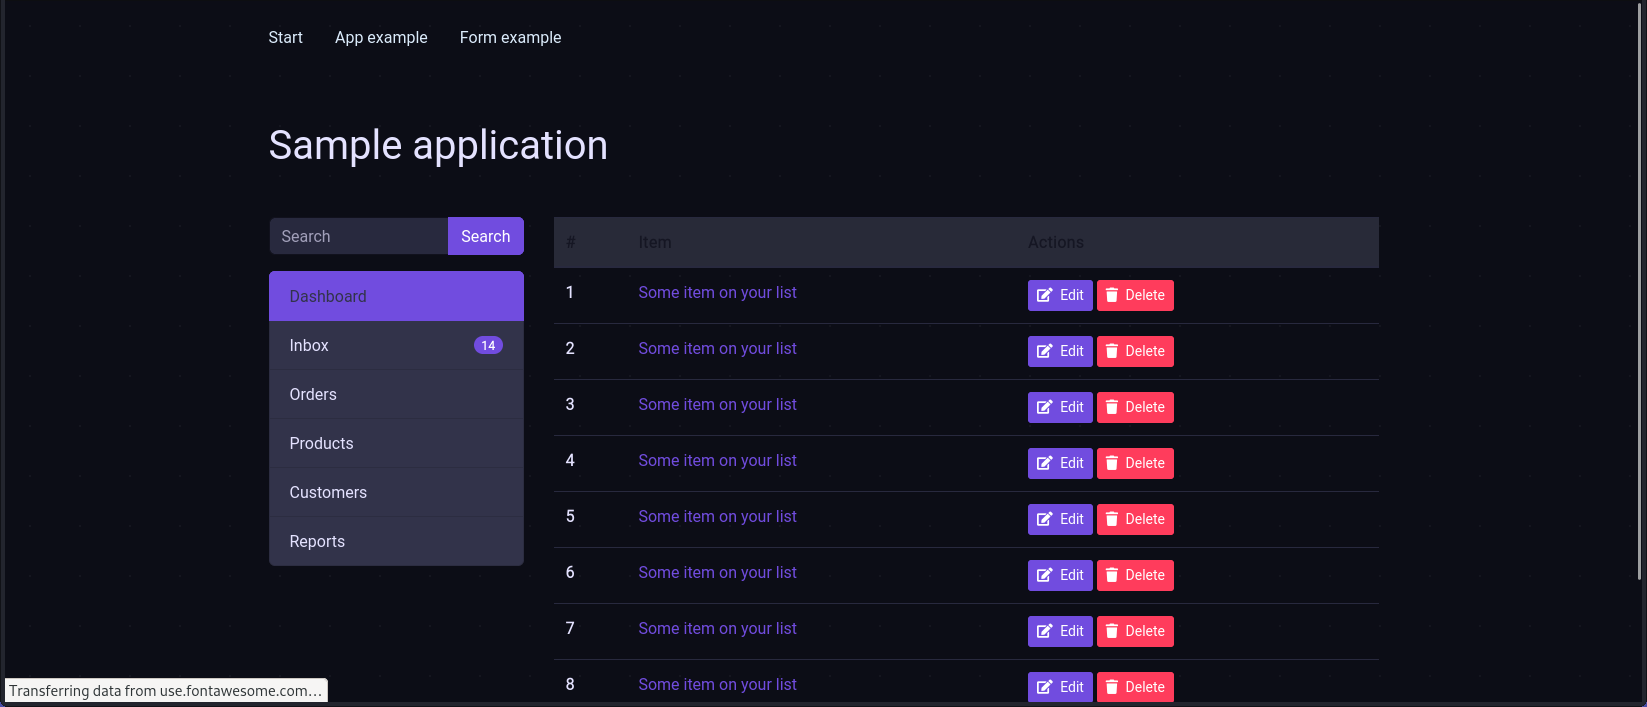 Start App example Form example
Sample application
Search Search
# Item Actions
Dashboard
Inbox 14
Orders
Products
Customers
Reports
1 Some item on your list Edit Delete
2 Some item on your list Edit Delete
3 Some item on your list Edit Delete
4 Some item on your list Edit Delete
5 Some item on your list Edit Delete
6 Some item on your list Edit Delete
7 Some item on your list Edit Delete
8 Some item on your list Edit Delete
Transferring data from use.fontawesome.com…